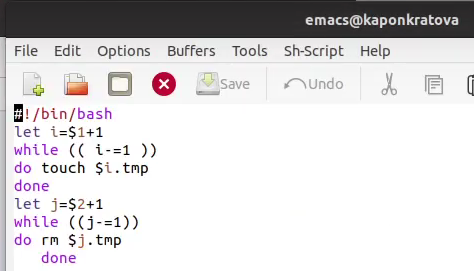 emacs@kaponkratova
File Edit Options Buffers Tools Sh-Script Help
Save Undo
#!/bin/bash
let i=$1+1
while (( i-=1 ))
do touch $i.tmp
done
let j=$2+1
while ((j-=1))
do rm $j.tmp
   done